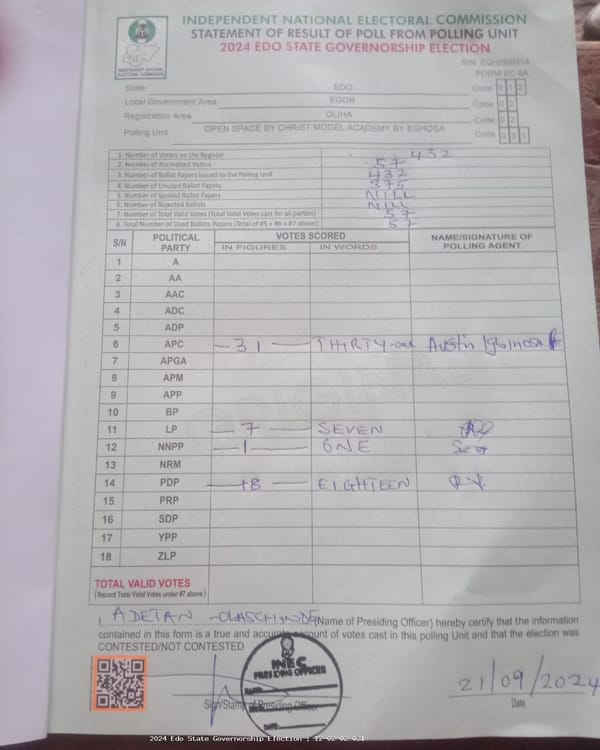 INDEPENDENT NATIONAL ELECTORAL COMMISSION
STATEMENT OF RESULT OF POLL FROM POLLING UNIT
2024 EDO STATE GOVERNORSHIP ELECTION
INEC
INDEPENDENT NATIONAL ELECTORAL COMMISSION
S/N: EG/0000314
FORM EC 8A
State EDO Code 0 1 2
Local Government Area EGOR Code 0 2
Registration Area OLIHA Code 0 2
Polling Unit OPEN SPACE BY CHRIST MODEL ACADEMY BY EGHOSA Code 0 3 1
1. Number of Voters on the Register 432
2. Number of Accredited Voters 57
3. Number of Ballot Papers Issued to the Polling Unit 432
4. Number of Unused Ballot Papers 375
5. Number of Spoiled Ballot Papers NILL
6. Number of Rejected Ballots NILL
7. Number of Total Valid Votes (Total Valid Votes cast for all parties) 57
8. Total Number of Used Ballots Papers (Total of #5 + #6 + #7 above) 57
S/N POLITICAL PARTY VOTES SCORED NAME/SIGNATURE OF POLLING AGENT
IN FIGURES IN WORDS
1 A
2 AA
3 AAC
4 ADC
5 ADP
6 APC 31 THIRTY-one Austin Igbinosa
7 APGA
8 APM
9 APP
10 BP
11 LP 7 SEVEN
12 NNPP 1 ONE
13 NRM
14 PDP 18 EIGHTEEN
15 PRP
16 SDP
17 YPP
18 ZLP
TOTAL VALID VOTES
(Record Total Valid Votes under #7 above)
I, ADETAN -OLASEHINDE (Name of Presiding Officer) hereby certify that the information
contained in this form is a true and accurate account of votes cast in this polling Unit and that the election was
CONTESTED/NOT CONTESTED
INEC
PRESIDING OFFICER
NAME
DATE
Sign/Stamp of Presiding Officer
21/09/2024
Date
2024 Edo State Governorship Election : 12-02-02-031